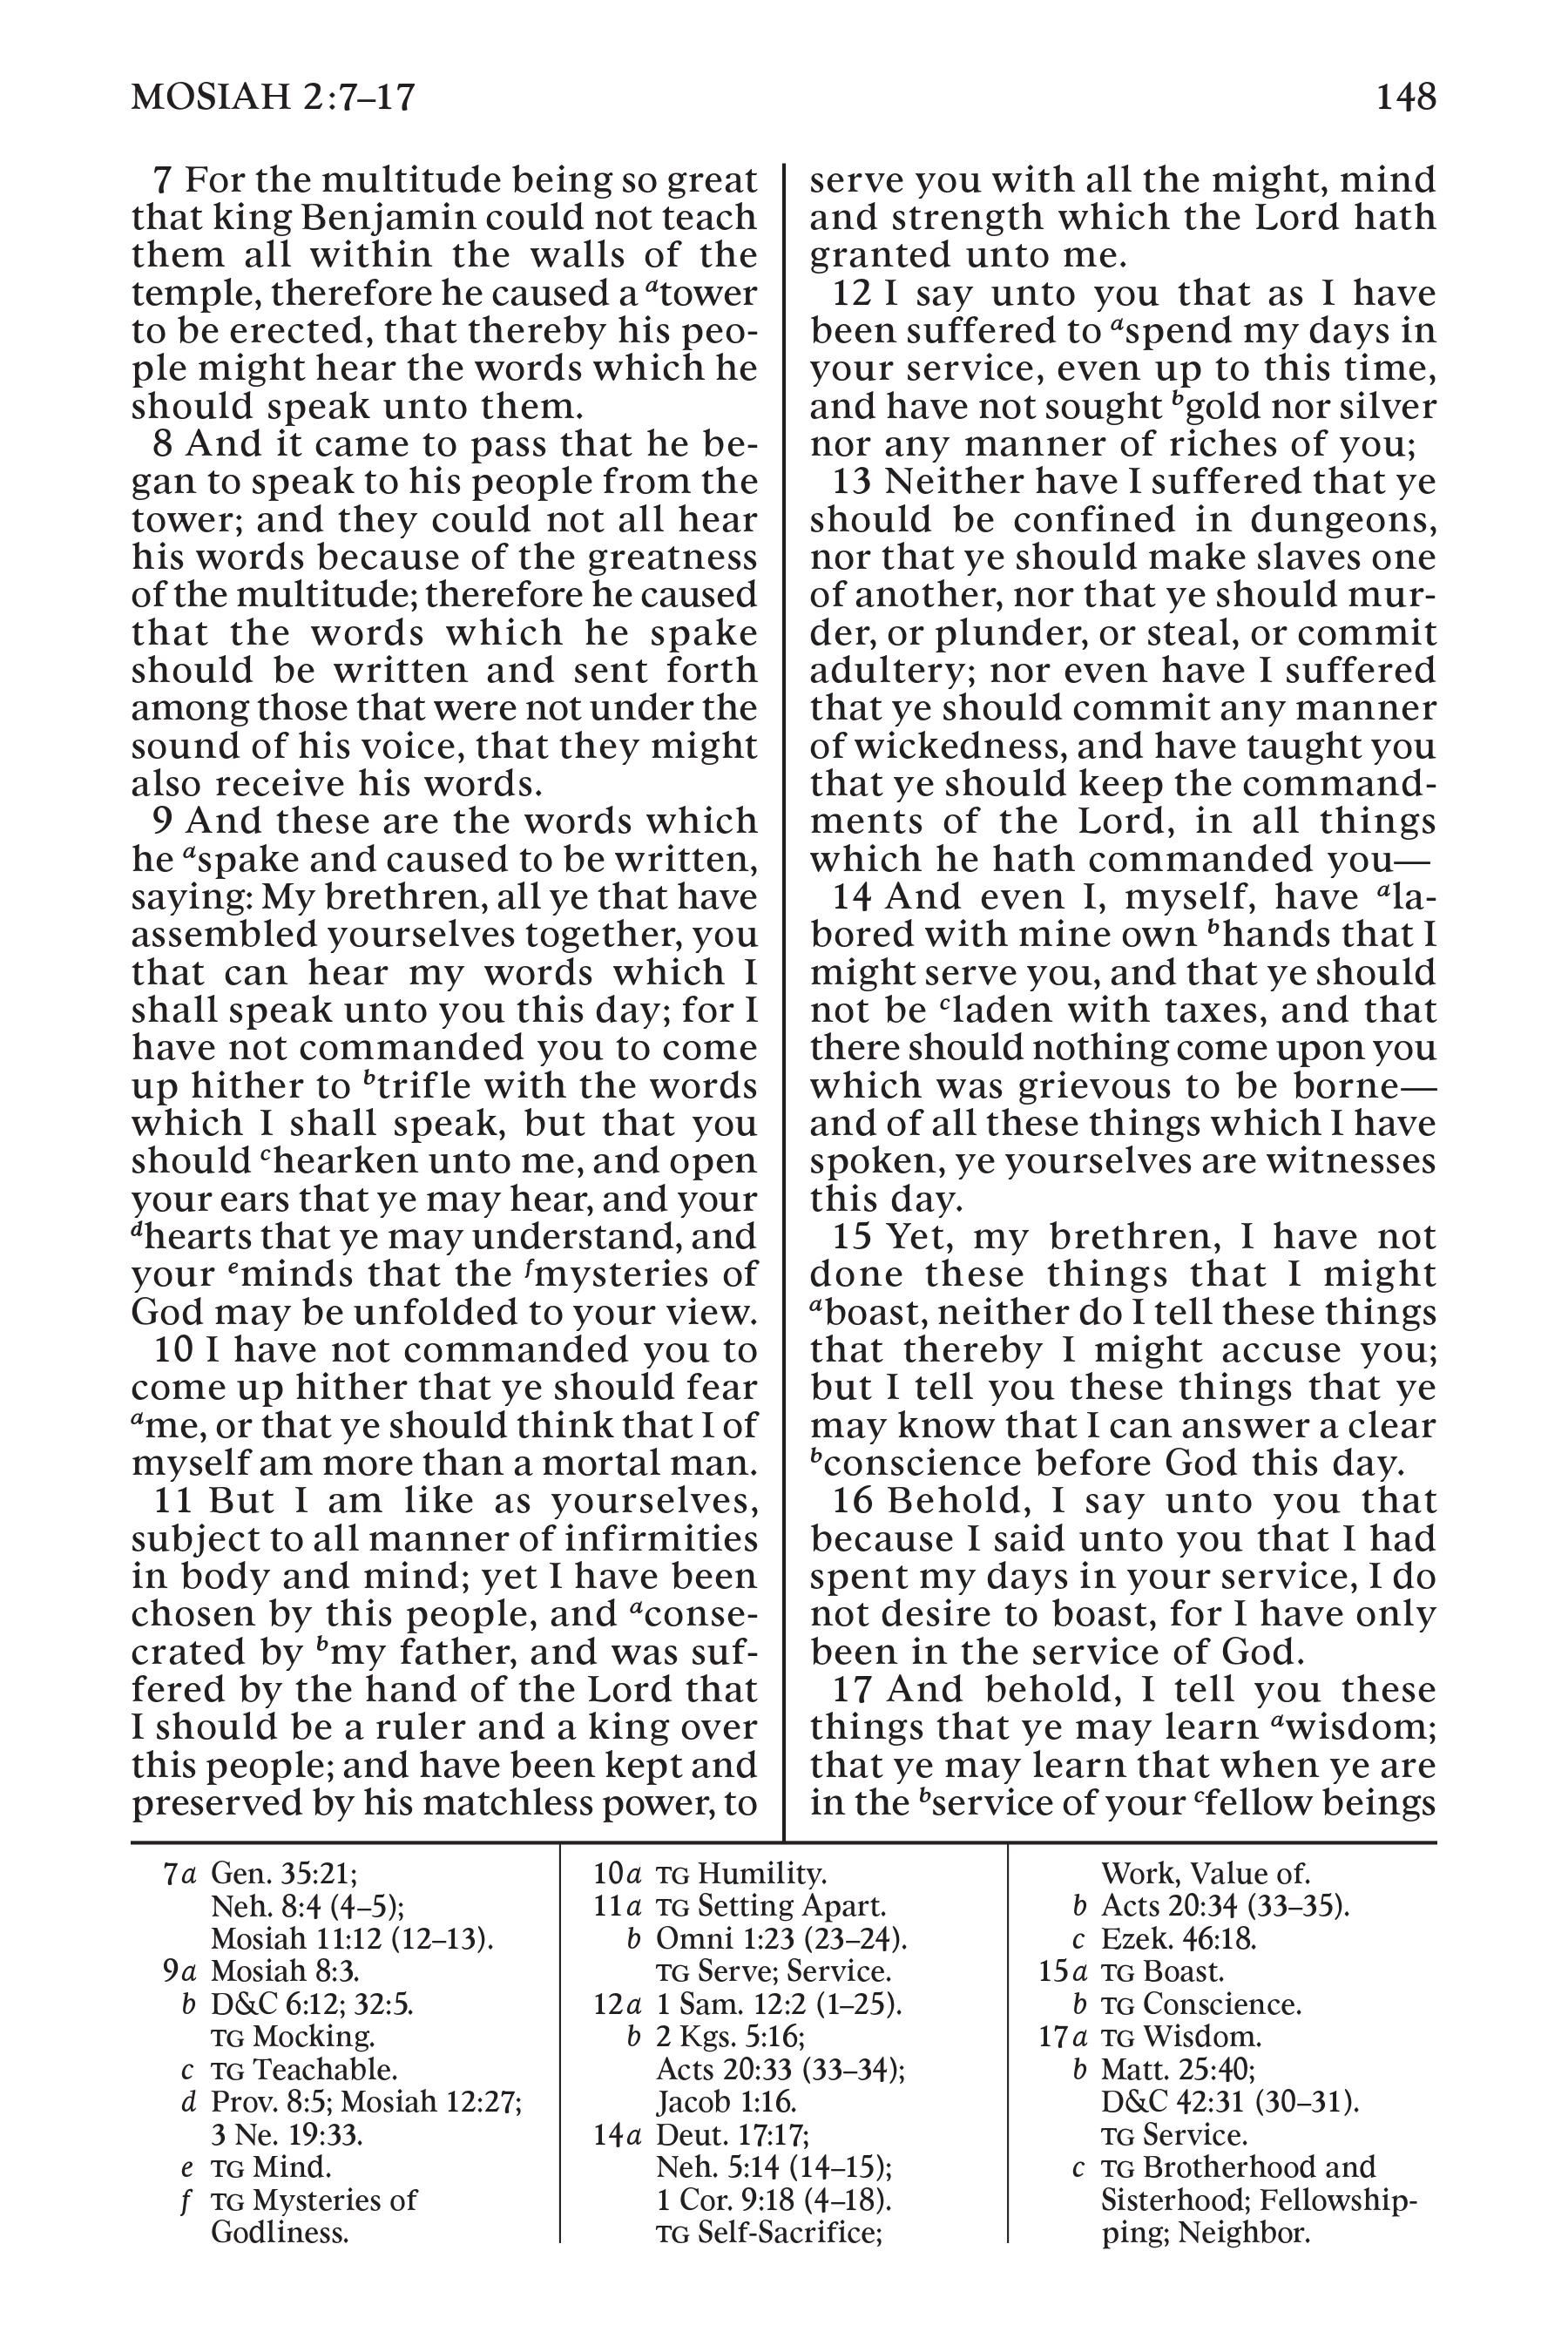 MOSIAH 2:7–17
148
7 For the multitude being so great
that king Benjamin could not teach
them all within the walls of the
temple, therefore he caused a ᵃtower
to be erected, that thereby his peo-
ple might hear the words which he
should speak unto them.
8 And it came to pass that he be-
gan to speak to his people from the
tower; and they could not all hear
his words because of the greatness
of the multitude; therefore he caused
that the words which he spake
should be written and sent forth
among those that were not under the
sound of his voice, that they might
also receive his words.
9 And these are the words which
he ᵃspake and caused to be written,
saying: My brethren, all ye that have
assembled yourselves together, you
that can hear my words which I
shall speak unto you this day; for I
have not commanded you to come
up hither to ᵇtrifle with the words
which I shall speak, but that you
should ᶜhearken unto me, and open
your ears that ye may hear, and your
ᵈhearts that ye may understand, and
your ᵉminds that the ᶠmysteries of
God may be unfolded to your view.
10 I have not commanded you to
come up hither that ye should fear
ᵃme, or that ye should think that I of
myself am more than a mortal man.
11 But I am like as yourselves,
subject to all manner of infirmities
in body and mind; yet I have been
chosen by this people, and ᵃconse-
crated by ᵇmy father, and was suf-
fered by the hand of the Lord that
I should be a ruler and a king over
this people; and have been kept and
preserved by his matchless power, to
serve you with all the might, mind
and strength which the Lord hath
granted unto me.
12 I say unto you that as I have
been suffered to ᵃspend my days in
your service, even up to this time,
and have not sought ᵇgold nor silver
nor any manner of riches of you;
13 Neither have I suffered that ye
should be confined in dungeons,
nor that ye should make slaves one
of another, nor that ye should mur-
der, or plunder, or steal, or commit
adultery; nor even have I suffered
that ye should commit any manner
of wickedness, and have taught you
that ye should keep the command-
ments of the Lord, in all things
which he hath commanded you—
14 And even I, myself, have ᵃla-
bored with mine own ᵇhands that I
might serve you, and that ye should
not be ᶜladen with taxes, and that
there should nothing come upon you
which was grievous to be borne—
and of all these things which I have
spoken, ye yourselves are witnesses
this day.
15 Yet, my brethren, I have not
done these things that I might
ᵃboast, neither do I tell these things
that thereby I might accuse you;
but I tell you these things that ye
may know that I can answer a clear
ᵇconscience before God this day.
16 Behold, I say unto you that
because I said unto you that I had
spent my days in your service, I do
not desire to boast, for I have only
been in the service of God.
17 And behold, I tell you these
things that ye may learn ᵃwisdom;
that ye may learn that when ye are
in the ᵇservice of your ᶜfellow beings
7a Gen. 35:21;
Neh. 8:4 (4–5);
Mosiah 11:12 (12–13).
9a Mosiah 8:3.
b D&C 6:12; 32:5.
TG Mocking.
c TG Teachable.
d Prov. 8:5; Mosiah 12:27;
3 Ne. 19:33.
e TG Mind.
f TG Mysteries of
Godliness.
10a TG Humility.
11a TG Setting Apart.
b Omni 1:23 (23–24).
TG Serve; Service.
12a 1 Sam. 12:2 (1–25).
b 2 Kgs. 5:16;
Acts 20:33 (33–34);
Jacob 1:16.
14a Deut. 17:17;
Neh. 5:14 (14–15);
1 Cor. 9:18 (4–18).
TG Self-Sacrifice;
Work, Value of.
b Acts 20:34 (33–35).
c Ezek. 46:18.
15a TG Boast.
b TG Conscience.
17a TG Wisdom.
b Matt. 25:40;
D&C 42:31 (30–31).
TG Service.
c TG Brotherhood and
Sisterhood; Fellowship-
ping; Neighbor.